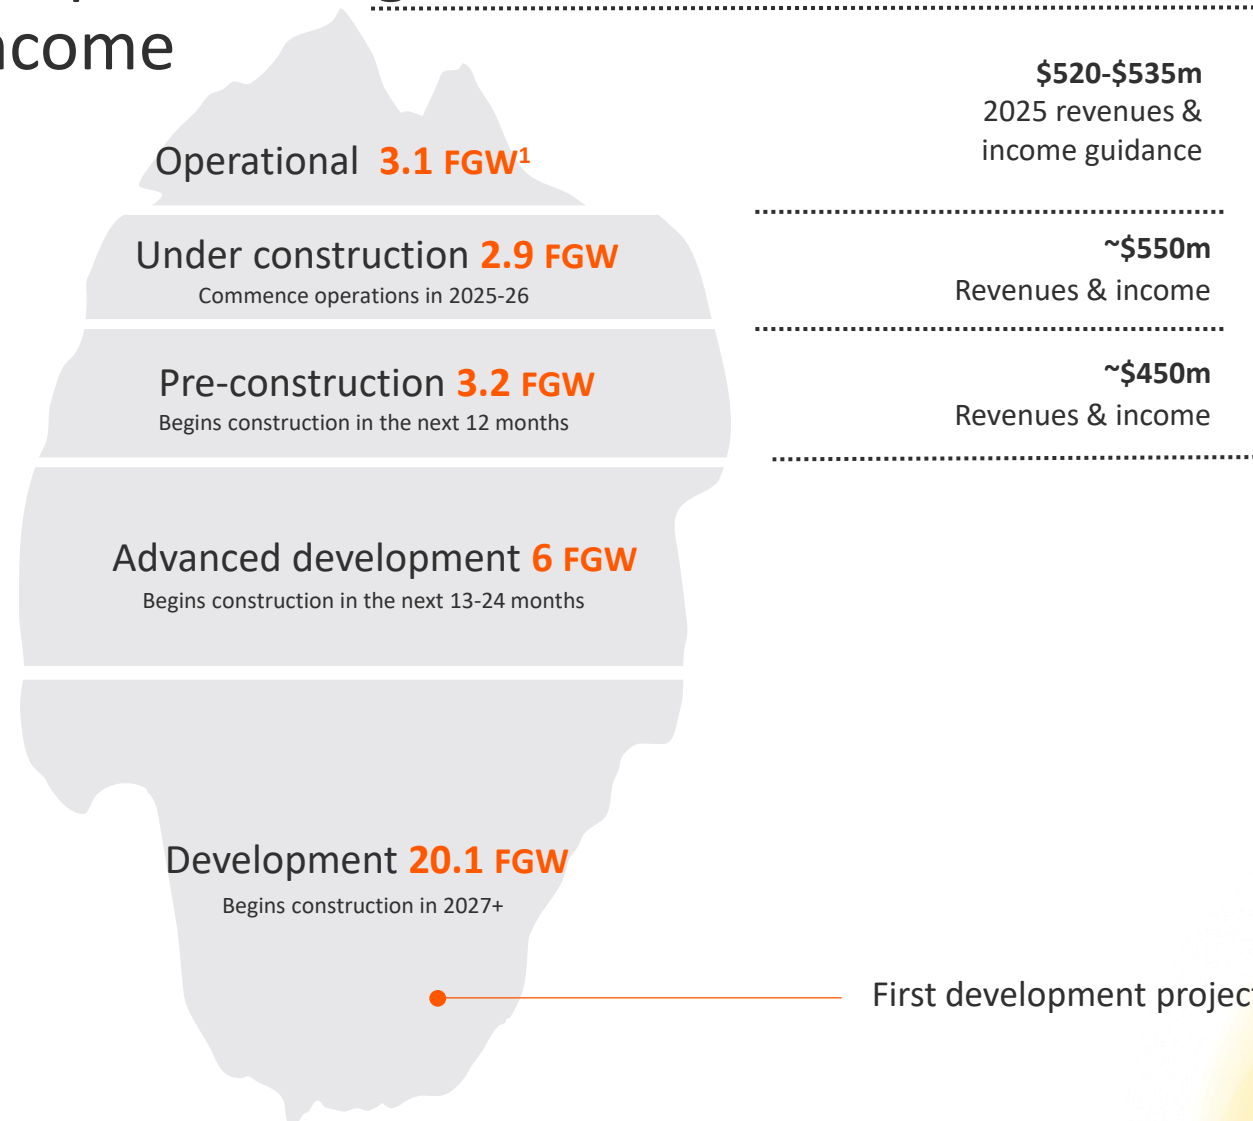 ncome
$520-$535m
2025 revenues &
income guidance
Operational 3.1 FGW¹
Under construction 2.9 FGW
Commence operations in 2025-26
~$550m
Revenues & income
Pre-construction 3.2 FGW
Begins construction in the next 12 months
~$450m
Revenues & income
Advanced development 6 FGW
Begins construction in the next 13-24 months
Development 20.1 FGW
Begins construction in 2027+
First development project